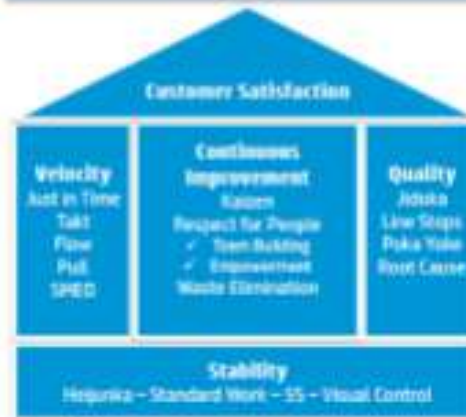 Customer Satisfaction
Velocity
Just in Time
Takt
Flow
Pull
SMED
Continuous
Improvement
Kaizen
Respect for People
✓ Team Building
✓ Empowerment
Waste Elimination
Quality
Jidoka
Line Stops
Poka Yoke
Root Cause
Stability
Heijunka – Standard Work – 5S – Visual Control